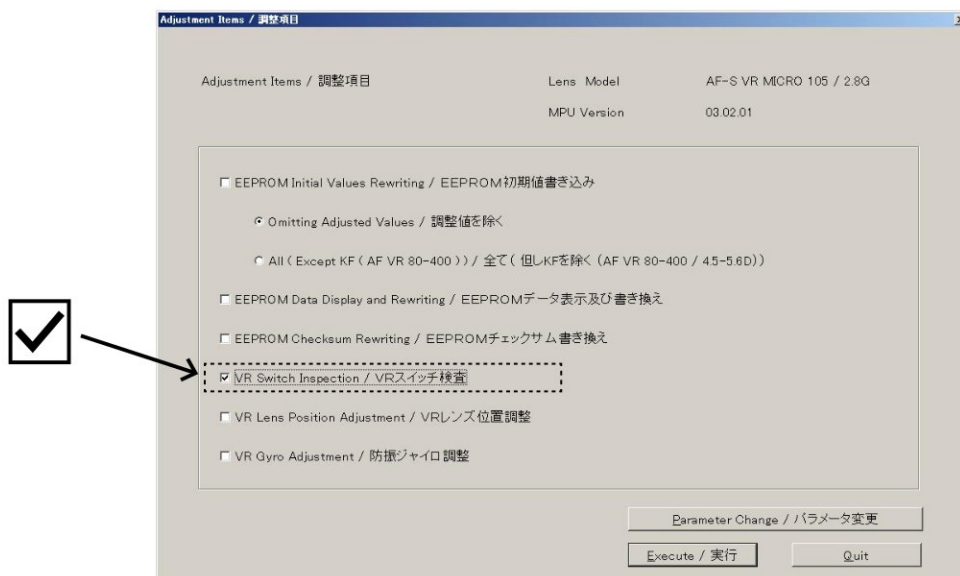 Adjustment Items / 調整項目
Adjustment Items / 調整項目
Lens Model AF-S VR MICRO 105 / 2.8G
MPU Version 03.02.01
EEPROM Initial Values Rewriting / EEPROM初期値書き込み
Omitting Adjusted Values / 調整値を除く
All ( Except KF ( AF VR 80-400 ) ) / 全て ( 但しKFを除く (AF VR 80-400 / 4.5-5.6D) )
EEPROM Data Display and Rewriting / EEPROMデータ表示及び書き換え
EEPROM Checksum Rewriting / EEPROMチェックサム書き換え
VR Switch Inspection / VRスイッチ検査
VR Lens Position Adjustment / VRレンズ位置調整
VR Gyro Adjustment / 防振ジャイロ調整
Parameter Change / パラメータ変更
Execute / 実行
Quit